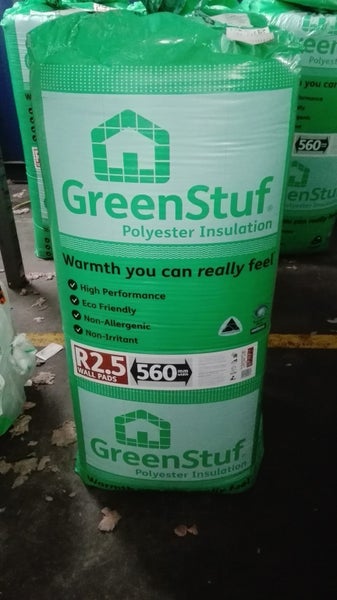 GreenStuf®
Polyester Insulation
Warmth you can really feel
High Performance
Eco Friendly
Non-Allergenic
Non-Irritant
R2.5
WALL PADS
560
GreenStuf
Polyester Insulation
560